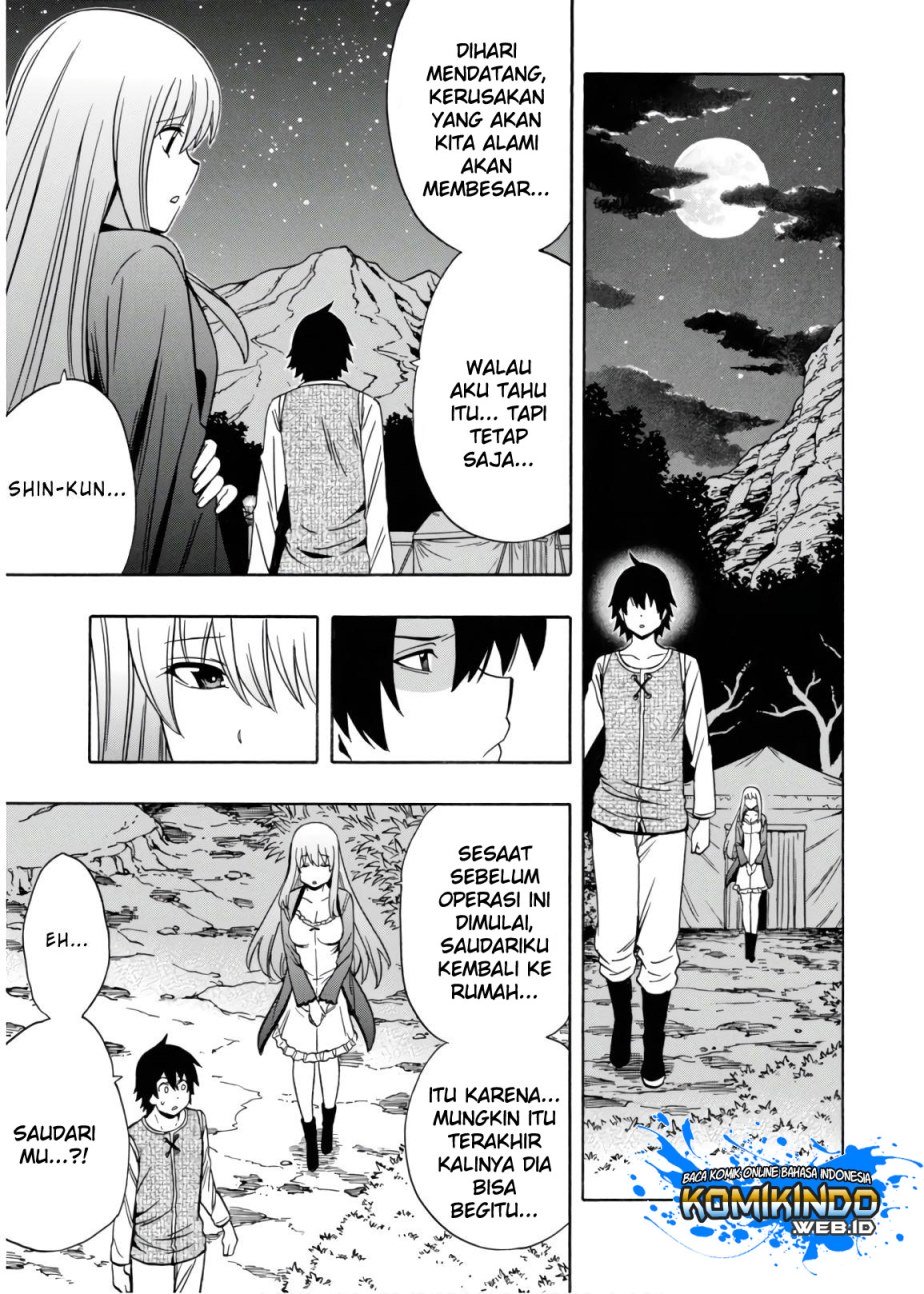 DIHARI
MENDATANG,
KERUSAKAN
YANG AKAN
KITA ALAMI
AKAN
MEMBESAR...
WALAU
AKU TAHU
ITU... TAPI
TETAP
SAJA...
SHIN-KUN...
SESAAT
SEBELUM
OPERASI INI
DIMULAI,
SAUDARIKU
KEMBALI KE
RUMAH...
ITU KARENA...
MUNGKIN ITU
TERAKHIR
KALINYA DIA
BISA
BEGITU...
EH...
SAUDARI
MU...?!
BACA KOMIK ONLINE BAHASA INDONESIA
KOMIKINDO
WEB.ID